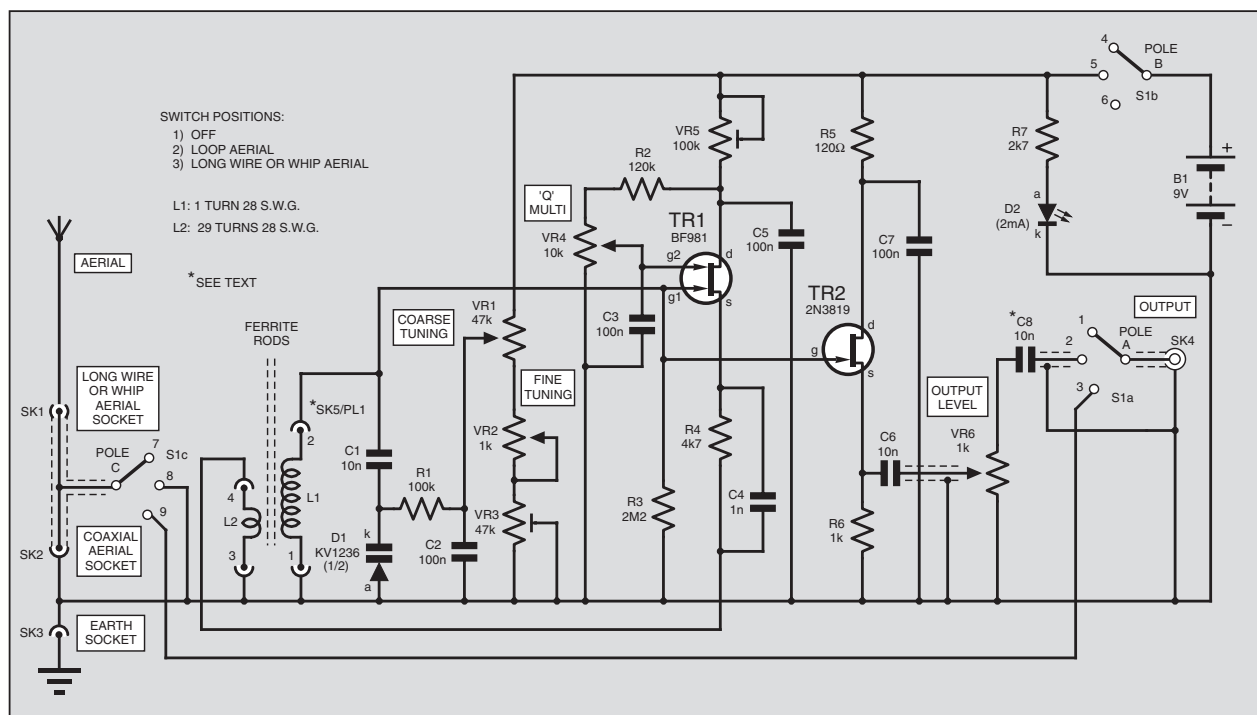 SWITCH POSITIONS:
1) OFF
2) LOOP AERIAL
3) LONG WIRE OR WHIP AERIAL
L1: 1 TURN 28 S.W.G.
L2: 29 TURNS 28 S.W.G.
*SEE TEXT
AERIAL
LONG WIRE
OR WHIP
AERIAL
SOCKET
SK1
SK2
COAXIAL
AERIAL
SOCKET
SK3
EARTH
SOCKET
POLE
C
S1c
7
8
9
FERRITE
RODS
*SK5/PL1
2
4
L2
L1
3
1
C1
10n
D1
KV1236
(1/2)
k
a
R1
100k
C2
100n
COARSE
TUNING
VR1
47k
FINE
TUNING
VR2
1k
VR3
47k
'Q'
MULTI
VR4
10k
R2
120k
C3
100n
VR5
100k
TR1
BF981
g2
g1
d
s
R3
2M2
R4
4k7
C4
1n
C5
100n
R5
120Ω
C7
100n
TR2
2N3819
g
d
s
C6
10n
R6
1k
OUTPUT
LEVEL
VR6
1k
*C8
10n
OUTPUT
1
2
3
POLE
A
S1a
SK4
R7
2k7
D2
(2mA)
a
k
4
5
6
POLE
B
S1b
B1
9V
+
−